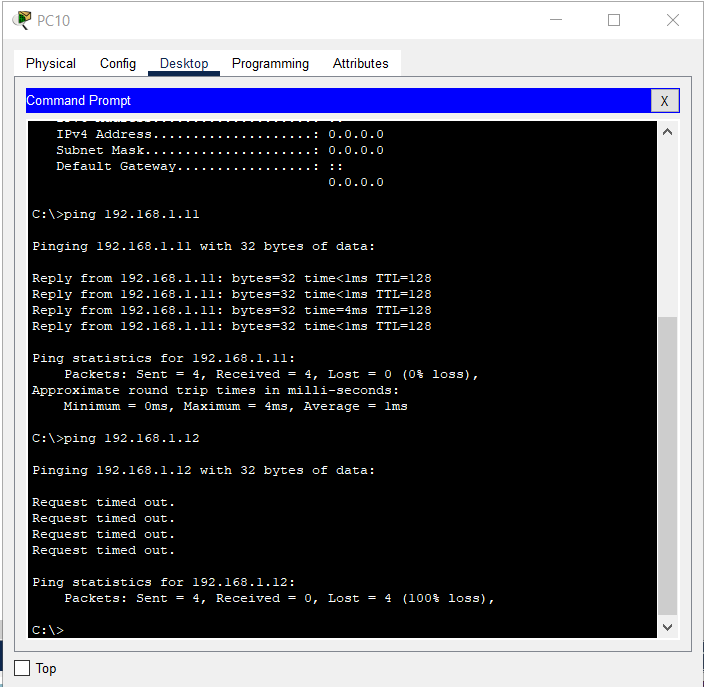 PC10
Physical Config Desktop Programming Attributes
Command Prompt
X
IPv4 Address....................: 0.0.0.0
Subnet Mask.....................: 0.0.0.0
Default Gateway.................: ::
0.0.0.0
C:\>ping 192.168.1.11
Pinging 192.168.1.11 with 32 bytes of data:
Reply from 192.168.1.11: bytes=32 time<1ms TTL=128
Reply from 192.168.1.11: bytes=32 time<1ms TTL=128
Reply from 192.168.1.11: bytes=32 time=4ms TTL=128
Reply from 192.168.1.11: bytes=32 time<1ms TTL=128
Ping statistics for 192.168.1.11:
Packets: Sent = 4, Received = 4, Lost = 0 (0% loss),
Approximate round trip times in milli-seconds:
Minimum = 0ms, Maximum = 4ms, Average = 1ms
C:\>ping 192.168.1.12
Pinging 192.168.1.12 with 32 bytes of data:
Request timed out.
Request timed out.
Request timed out.
Request timed out.
Ping statistics for 192.168.1.12:
Packets: Sent = 4, Received = 0, Lost = 4 (100% loss),
C:\>
Top